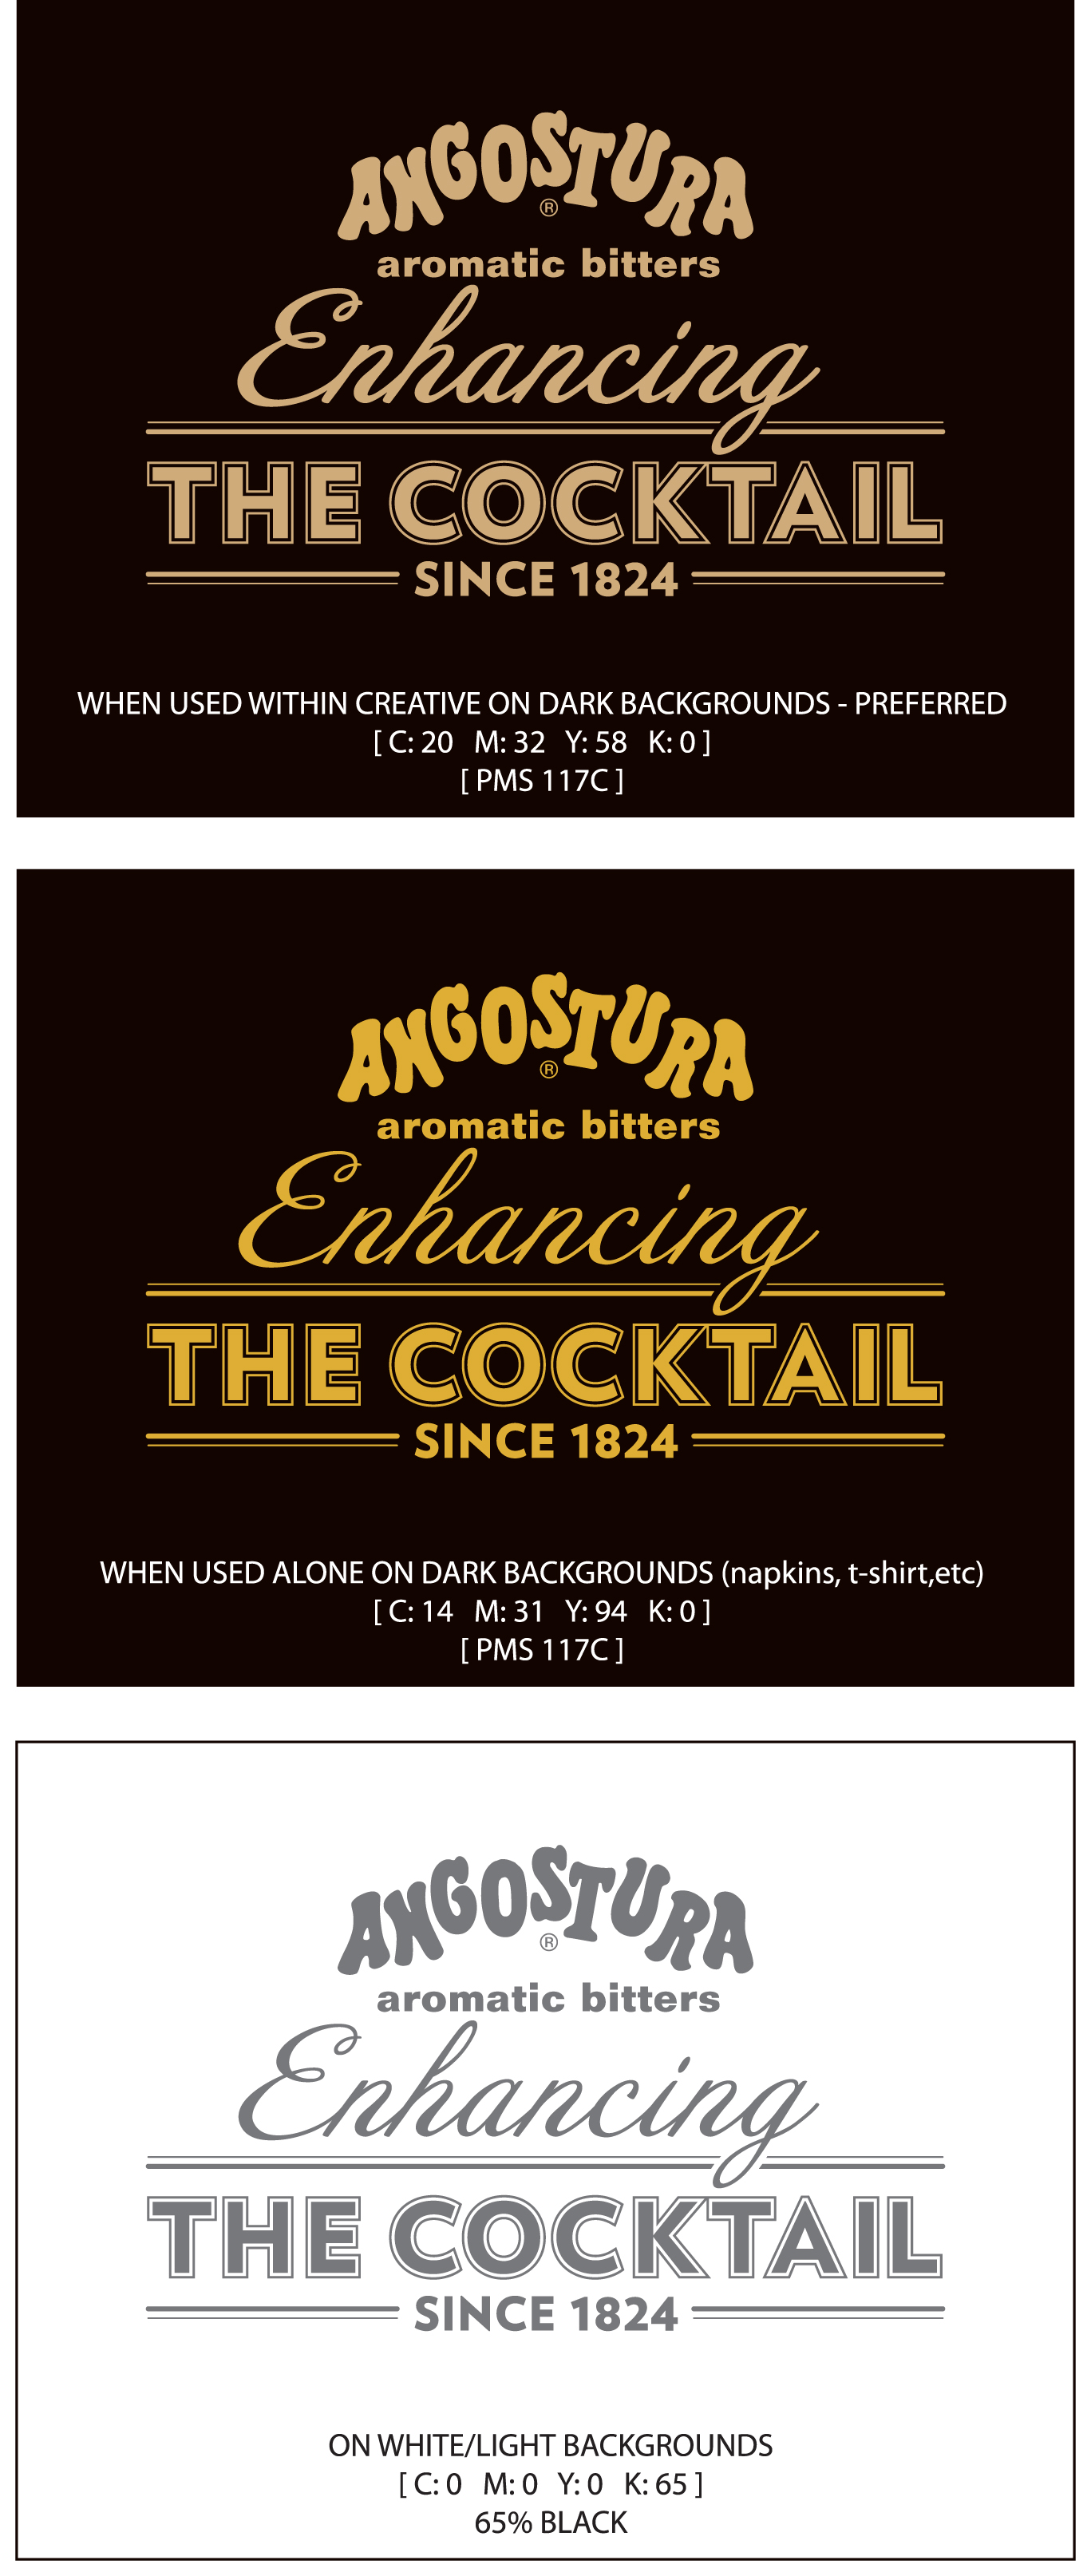 ANGOSTURA
®
aromatic bitters
Enhancing
THE COCKTAIL
SINCE 1824
WHEN USED WITHIN CREATIVE ON DARK BACKGROUNDS - PREFERRED
[ C: 20 M: 32 Y: 58 K: 0 ]
[ PMS 117C ]
ANGOSTURA
®
aromatic bitters
Enhancing
THE COCKTAIL
SINCE 1824
WHEN USED ALONE ON DARK BACKGROUNDS (napkins, t-shirt,etc)
[ C: 14 M: 31 Y: 94 K: 0 ]
[ PMS 117C ]
ANGOSTURA
®
aromatic bitters
Enhancing
THE COCKTAIL
SINCE 1824
ON WHITE/LIGHT BACKGROUNDS
[ C: 0 M: 0 Y: 0 K: 65 ]
65% BLACK